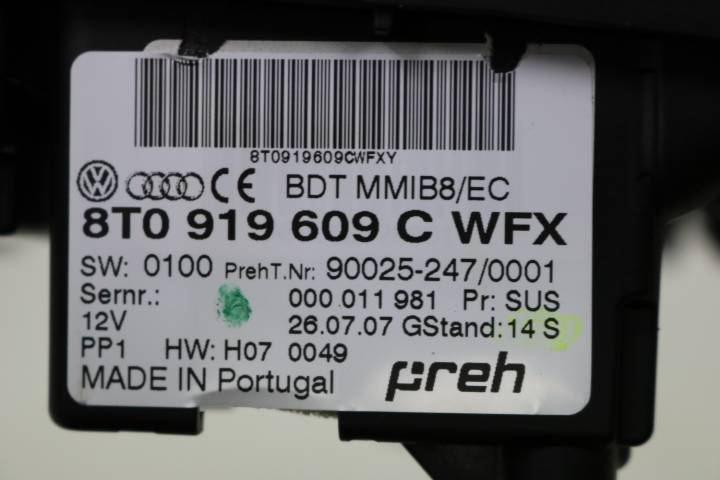 8T0919609CWFXY
CE BDT MMIB8/EC
8T0 919 609 C WFX
SW: 0100 PrehT.Nr: 90025-247/0001
Sernr.: 000 011 981 Pr: SUS
12V 26.07.07 GStand: 14 S
PP1 HW: H07 0049
MADE IN Portugal preh